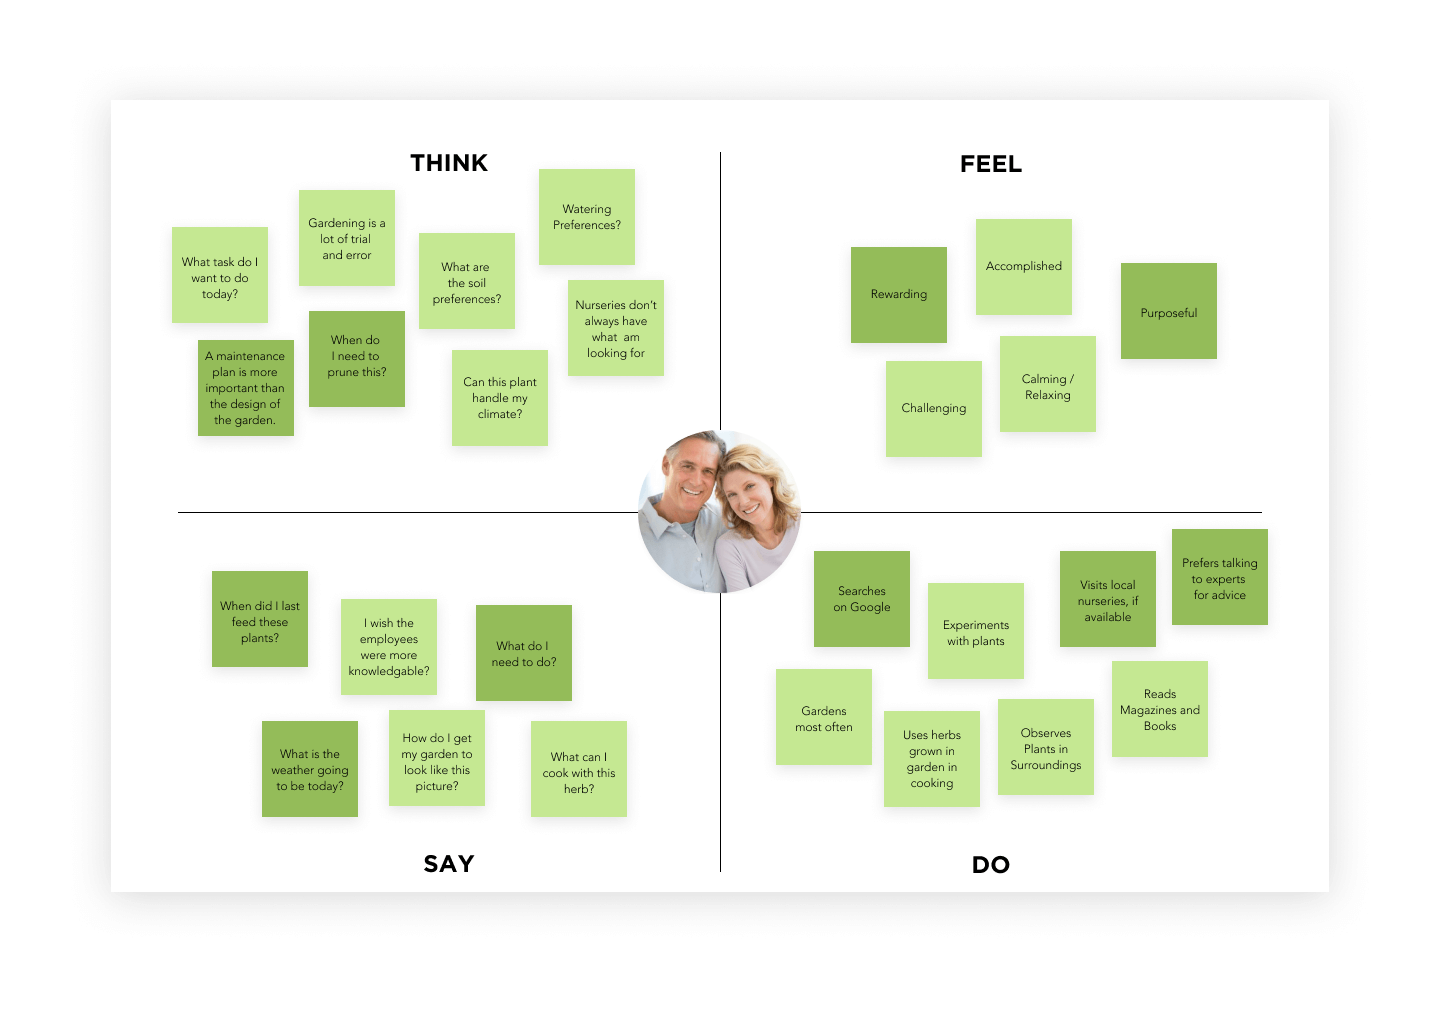 THINK
What task do I
want to do
today?
Gardening is a
lot of trial
and error
What are
the soil
preferences?
Watering
Preferences?
A maintenance
plan is more
important than
the design of
the garden.
When do
I need to
prune this?
Can this plant
handle my
climate?
Nurseries don’t
always have
what  am
looking for
FEEL
Rewarding
Accomplished
Purposeful
Challenging
Calming /
Relaxing
When did I last
feed these
plants?
I wish the
employees
were more
knowledgable?
What do I
need to do?
What is the
weather going
to be today?
How do I get
my garden to
look like this
picture?
What can I
cook with this
herb?
SAY
Searches
on Google
Experiments
with plants
Visits local
nurseries, if
available
Prefers talking
to experts
for advice
Gardens
most often
Uses herbs
grown in
garden in
cooking
Observes
Plants in
Surroundings
Reads
Magazines and
Books
DO